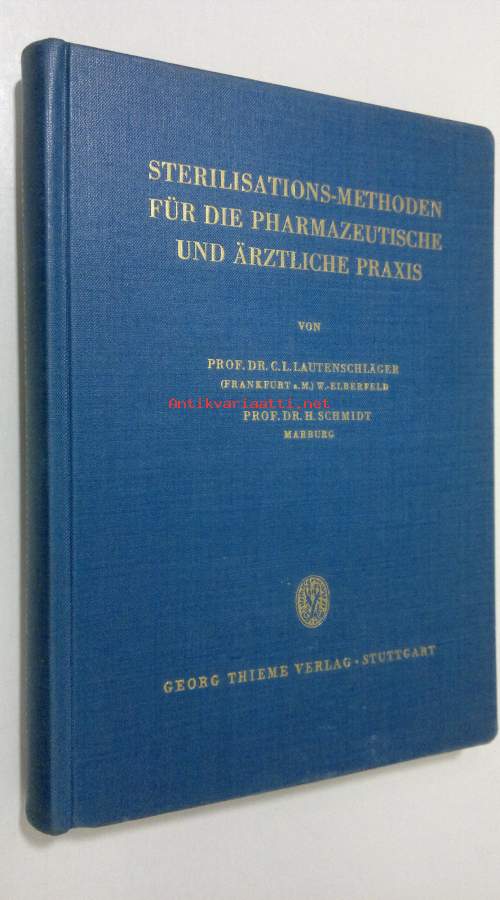 STERILISATIONS-METHODEN
FÜR DIE PHARMAZEUTISCHE
UND ÄRZTLICHE PRAXIS
VON
PROF. DR. C. L. LAUTENSCHLÄGER
(FRANKFURT a. M.) W.-ELBERFELD
Antikvariaatti.net
PROF. DR. H. SCHMIDT
MARBURG
GEORG THIEME VERLAG · STUTTGART